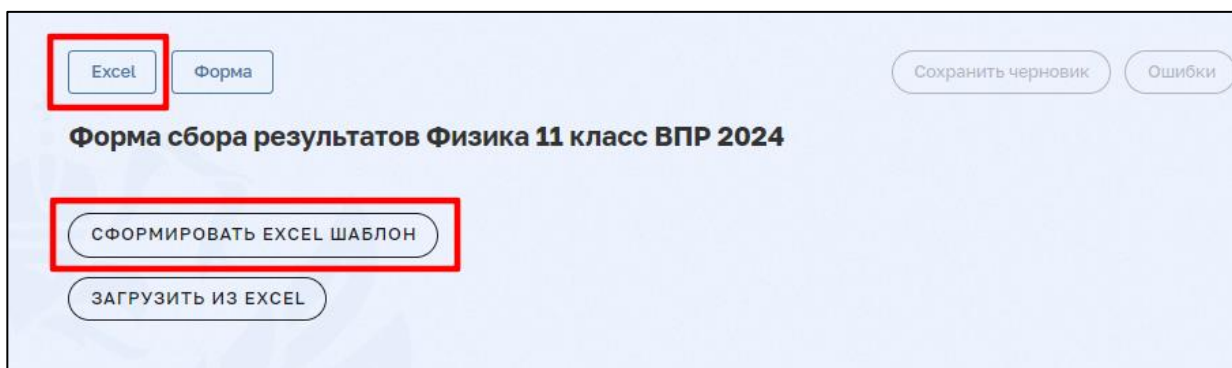 Excel Форма Сохранить черновик Ошибки
Форма сбора результатов Физика 11 класс ВПР 2024
СФОРМИРОВАТЬ EXCEL ШАБЛОН
ЗАГРУЗИТЬ ИЗ EXCEL